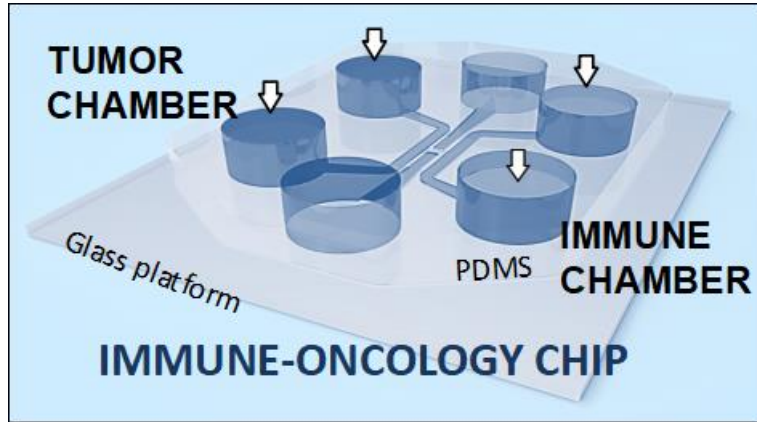 TUMOR
CHAMBER
Glass platform
PDMS
IMMUNE
CHAMBER
IMMUNE-ONCOLOGY CHIP